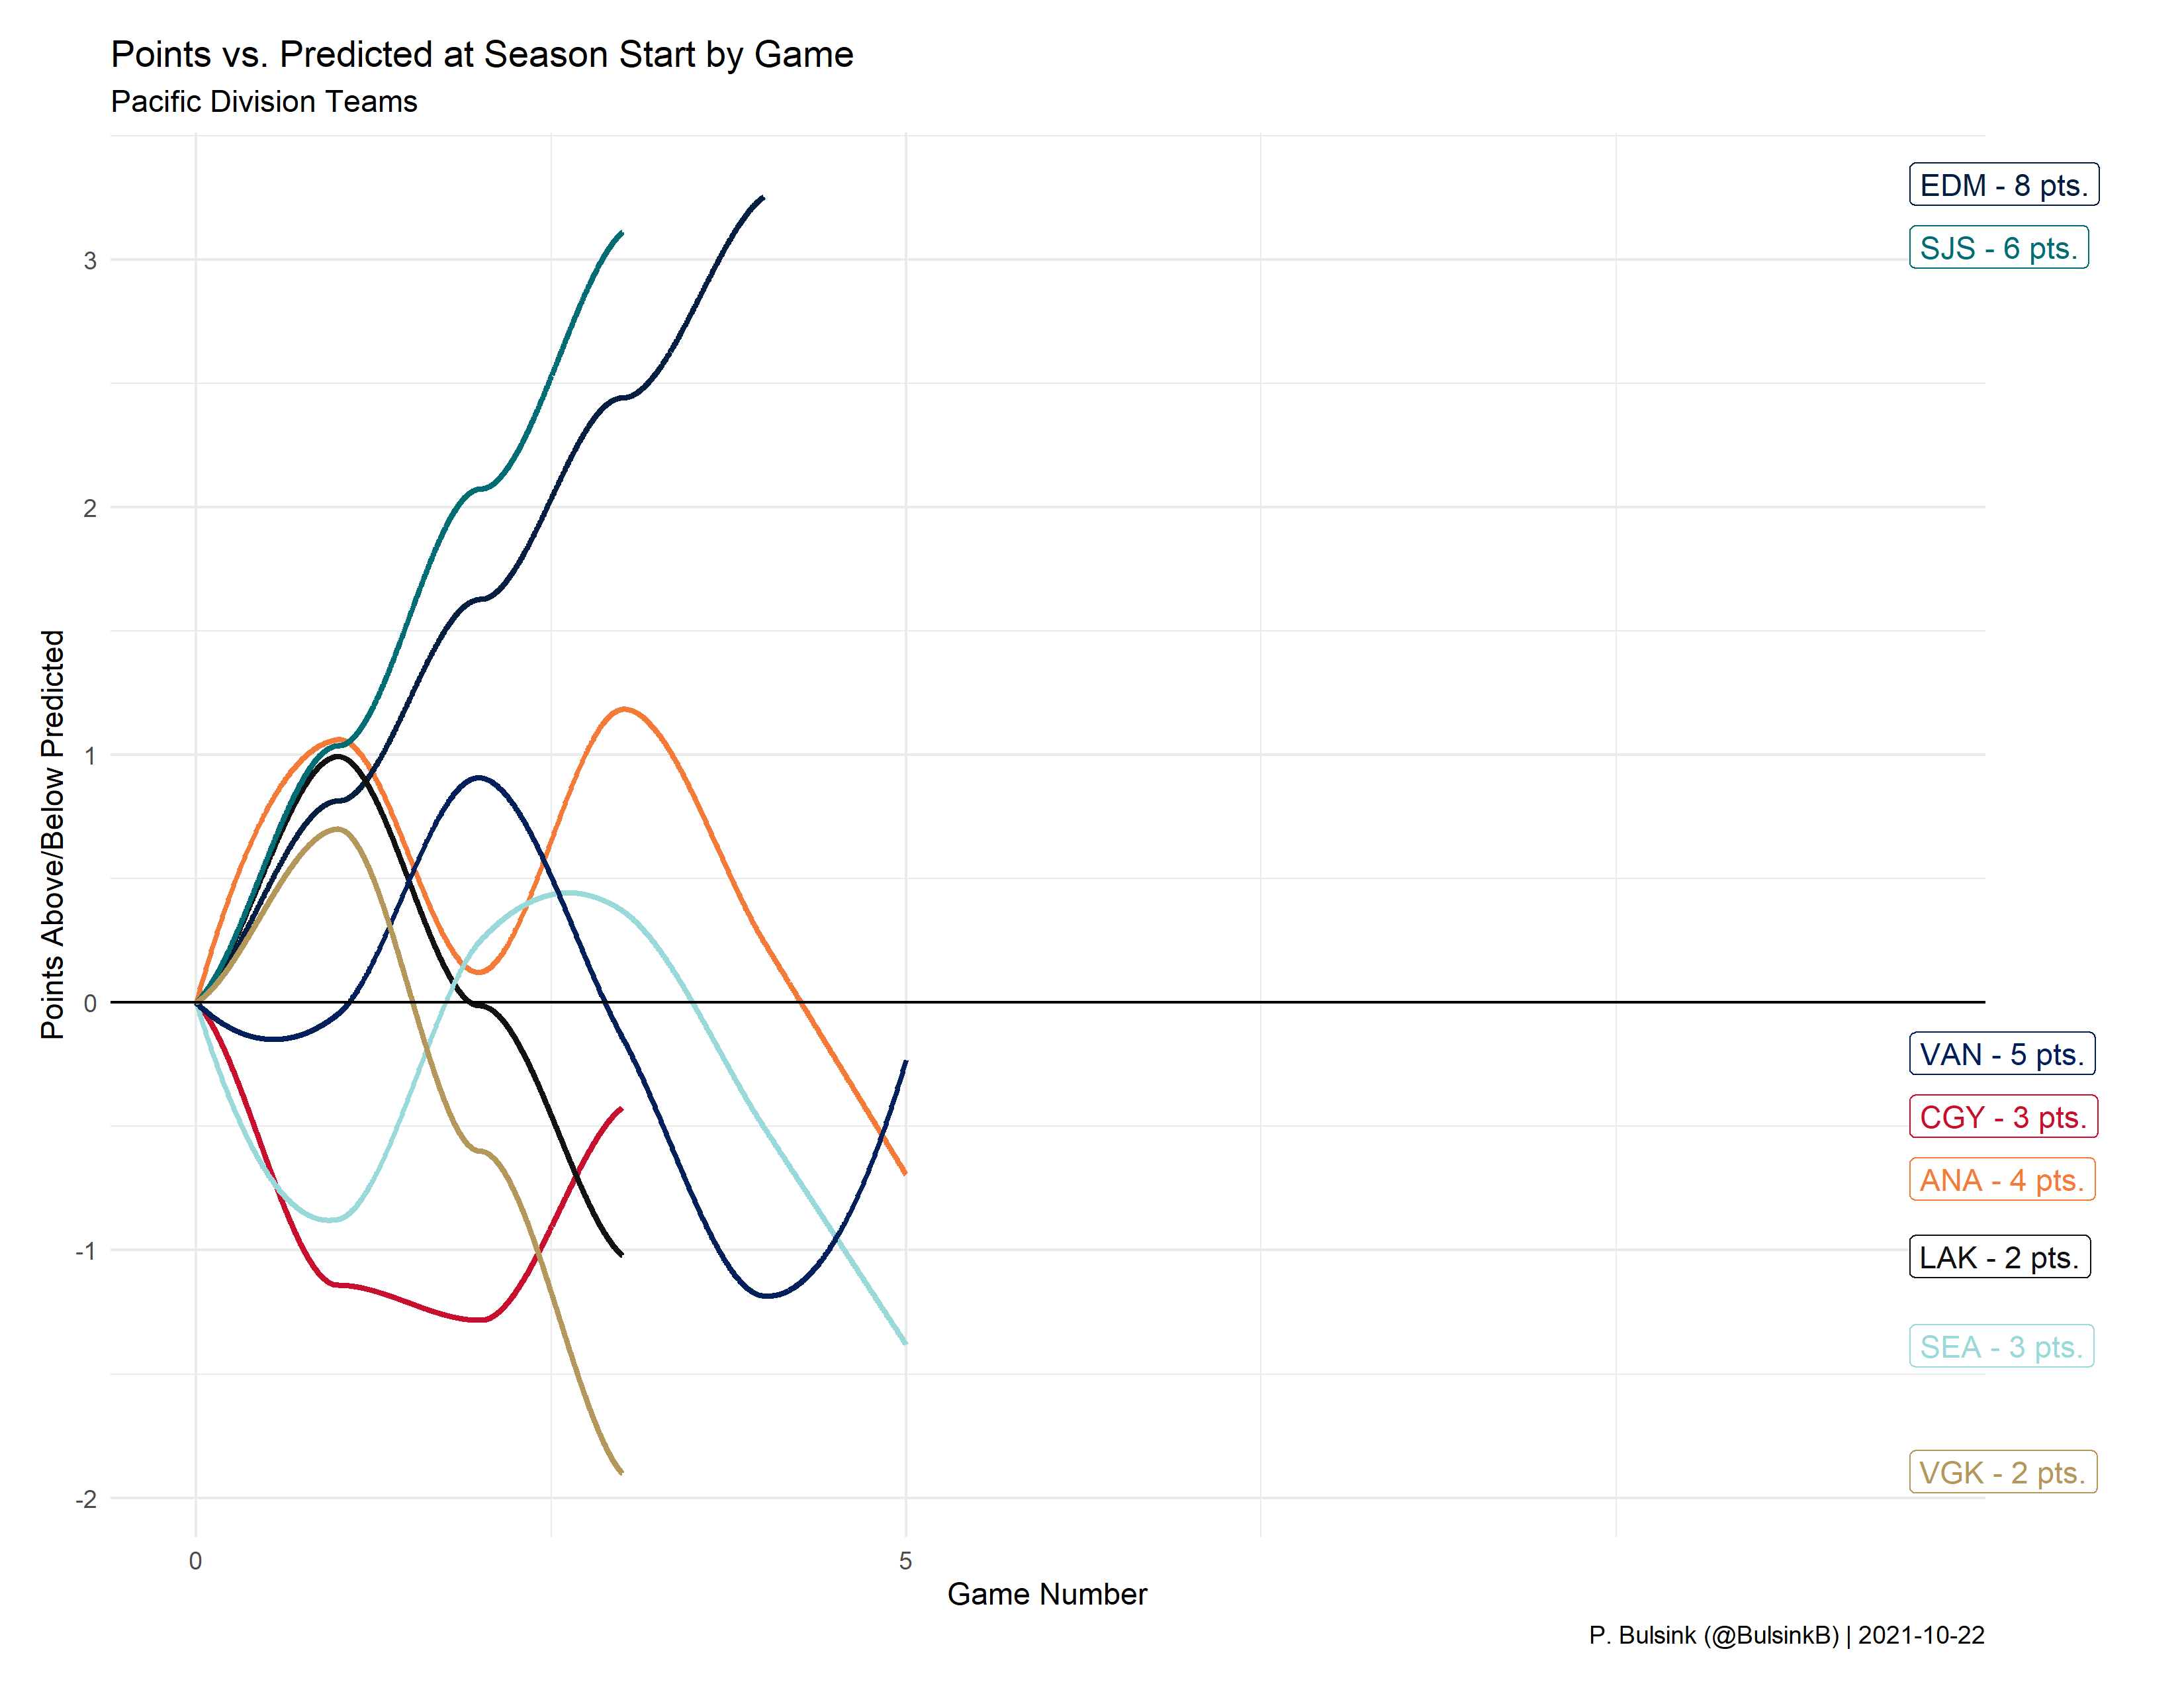 Points vs. Predicted at Season Start by Game
Pacific Division Teams
Points Above/Below Predicted
3
2
1
0
-1
-2
EDM - 8 pts.
SJS - 6 pts.
VAN - 5 pts.
CGY - 3 pts.
ANA - 4 pts.
LAK - 2 pts.
SEA - 3 pts.
VGK - 2 pts.
0
5
Game Number
P. Bulsink (@BulsinkB) | 2021-10-22